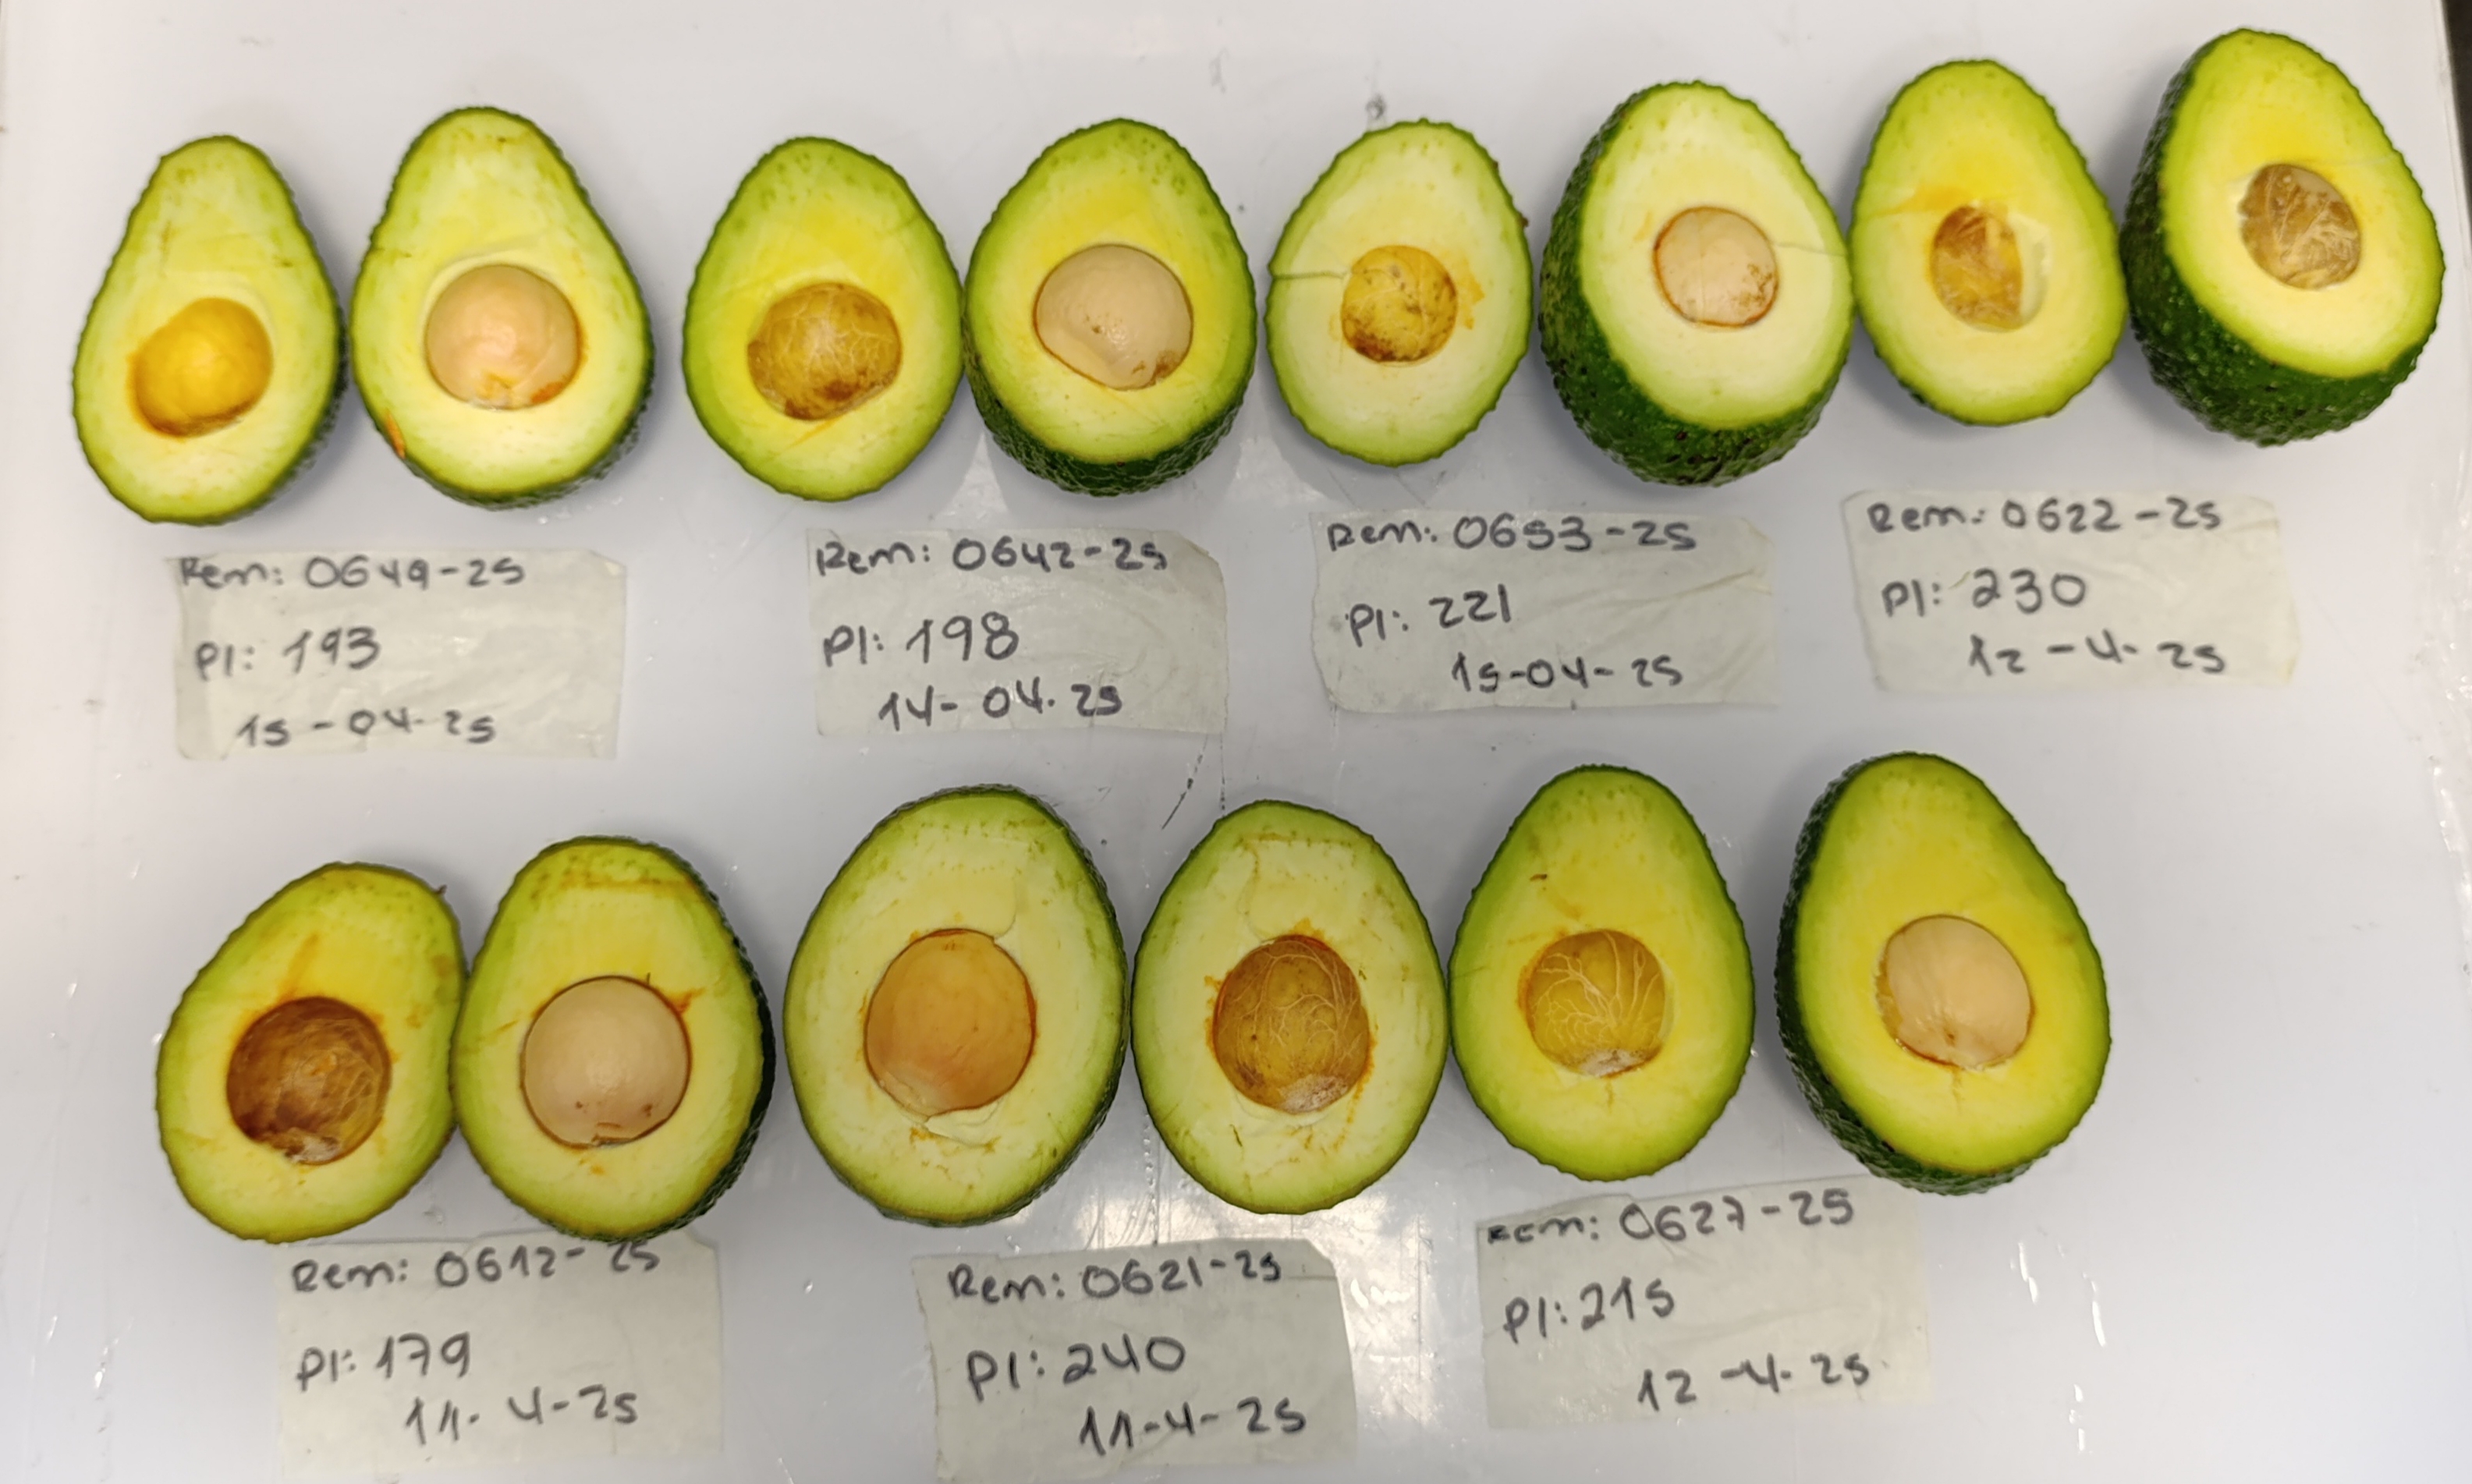 Rem: 0649-25
Pl: 193
15-04-25
Rem: 0642-25
Pl: 198
14-04.25
Rem: 0653-25
Pl: 221
15-04-25
Rem: 0622-25
Pl: 230
12-4-25
Rem: 0612-25
Pl: 179
11-4-25
Rem: 0621-25
Pl: 240
11-4-25
Rem: 0627-25
Pl: 215
12-4.25